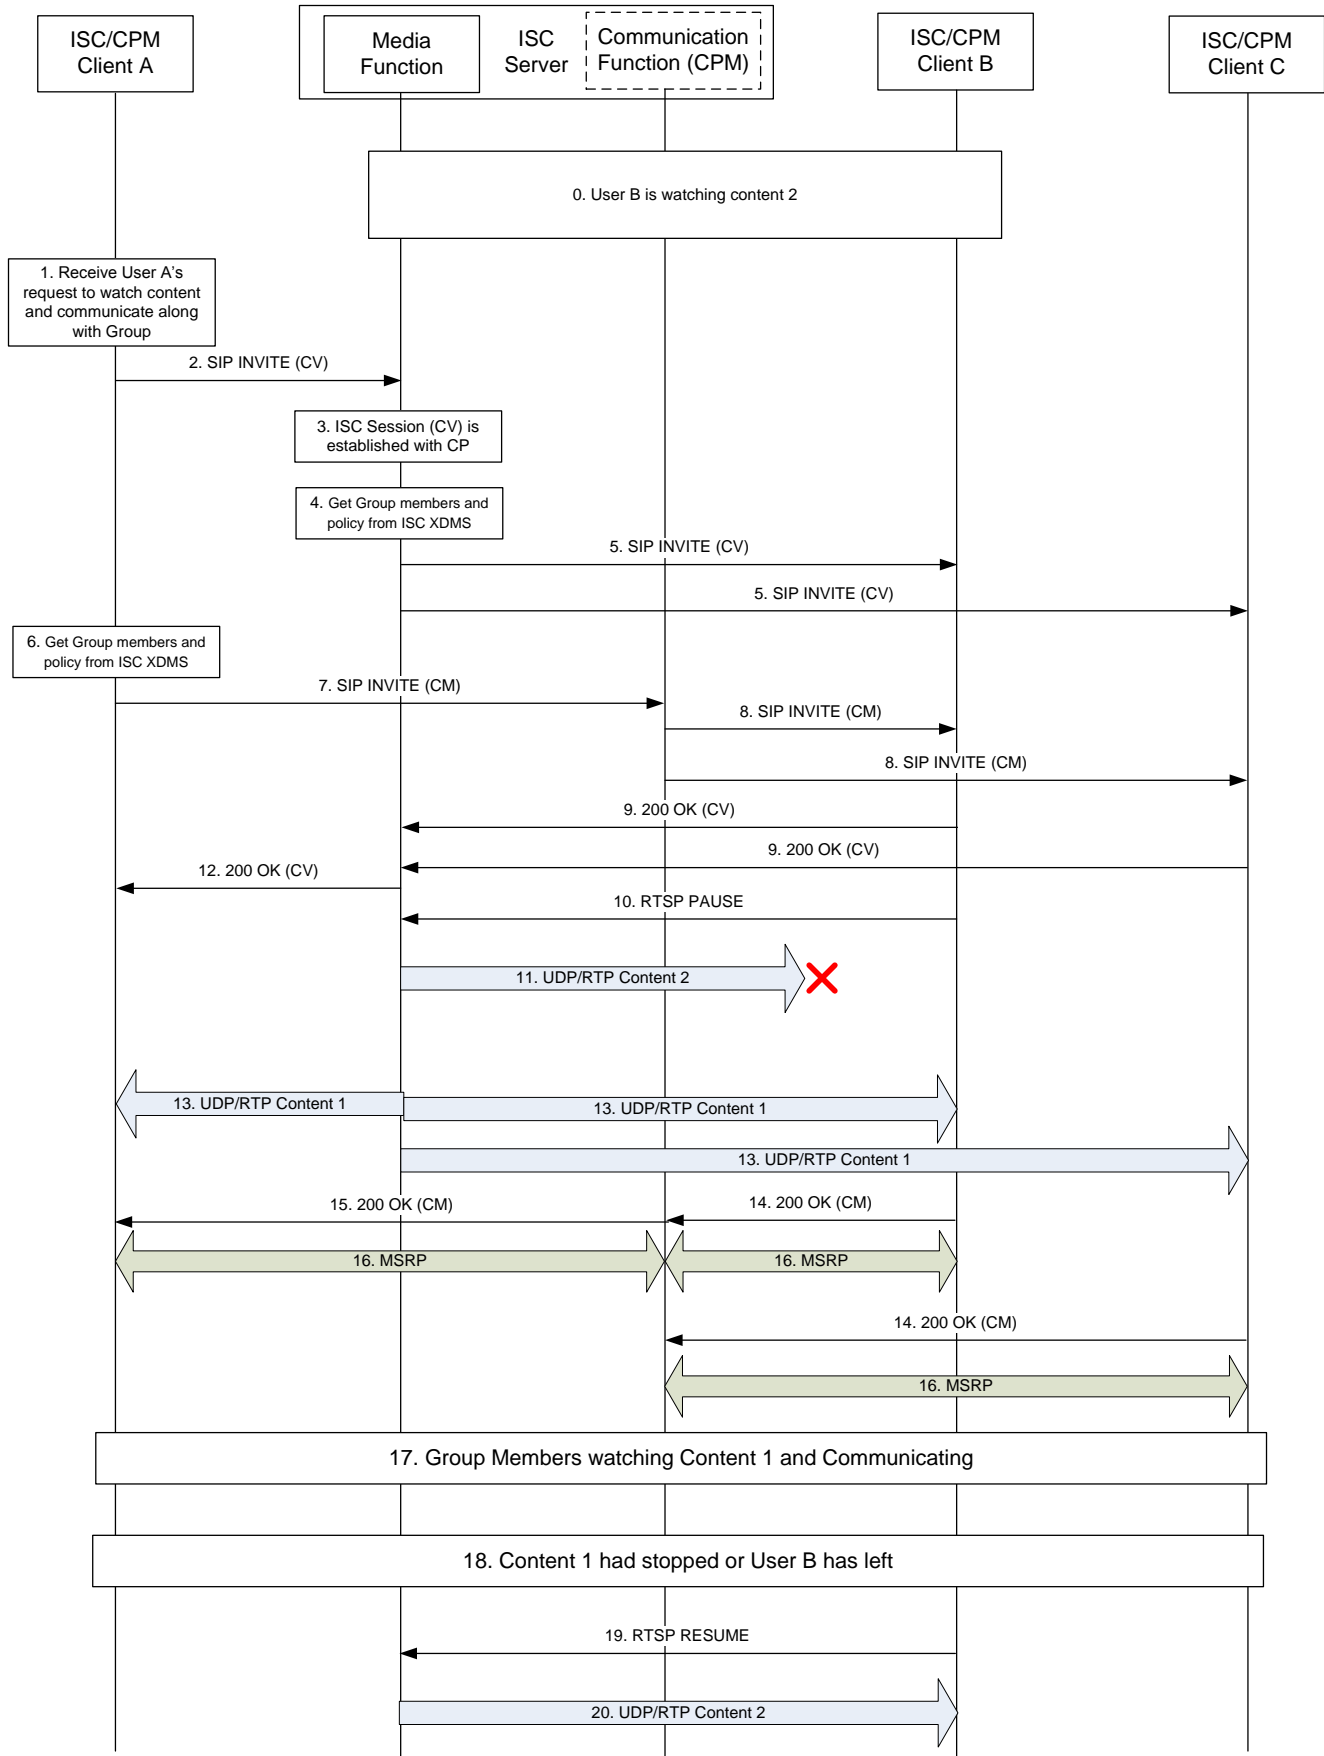 ISC/CPM
Client A
Media
Function
ISC
Server
Communication
Function (CPM)
ISC/CPM
Client B
ISC/CPM
Client C
0. User B is watching content 2
1. Receive User A's
request to watch content
and communicate along
with Group
2. SIP INVITE (CV)
3. ISC Session (CV) is
established with CP
4. Get Group members and
policy from ISC XDMS
5. SIP INVITE (CV)
5. SIP INVITE (CV)
6. Get Group members and
policy from ISC XDMS
7. SIP INVITE (CM)
8. SIP INVITE (CM)
8. SIP INVITE (CM)
9. 200 OK (CV)
9. 200 OK (CV)
12. 200 OK (CV)
10. RTSP PAUSE
11. UDP/RTP Content 2
13. UDP/RTP Content 1
13. UDP/RTP Content 1
13. UDP/RTP Content 1
15. 200 OK (CM)
14. 200 OK (CM)
16. MSRP
16. MSRP
14. 200 OK (CM)
16. MSRP
17. Group Members watching Content 1 and Communicating
18. Content 1 had stopped or User B has left
19. RTSP RESUME
20. UDP/RTP Content 2